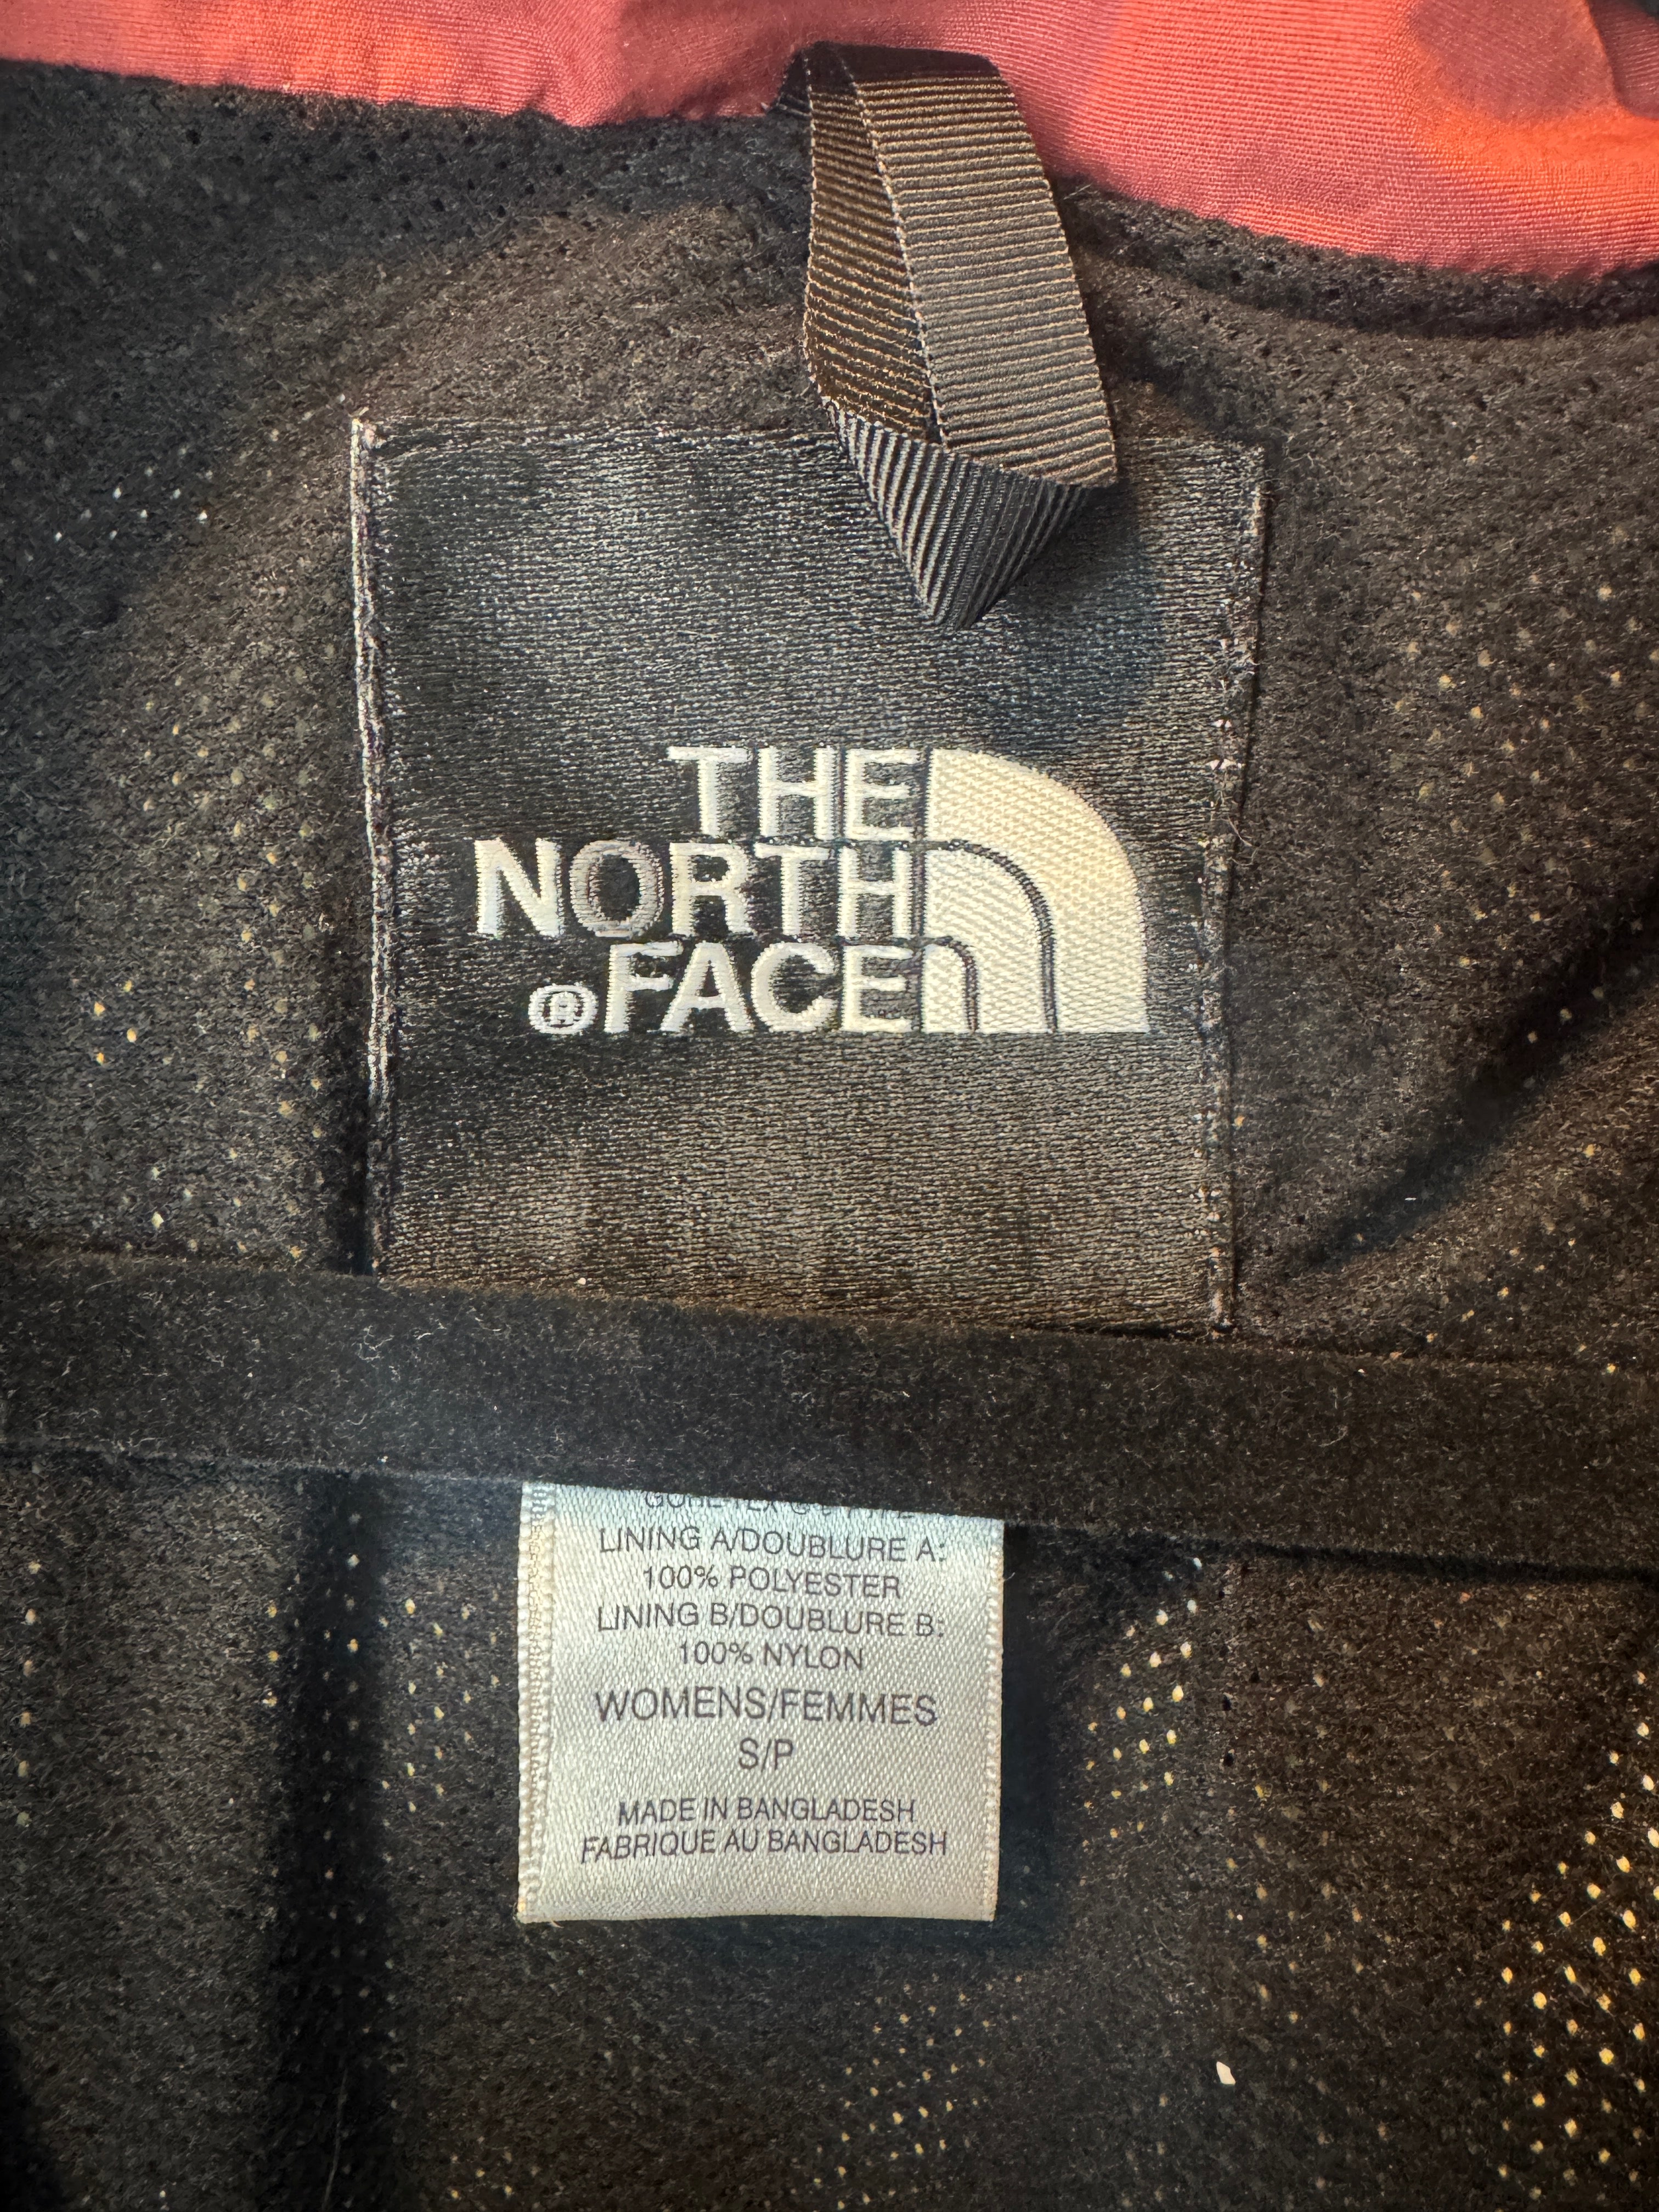 THE
NORTH
®FACE
LINING A/DOUBLURE A:
100% POLYESTER
LINING B/DOUBLURE B:
100% NYLON
WOMENS/FEMMES
S/P
MADE IN BANGLADESH
FABRIQUE AU BANGLADESH